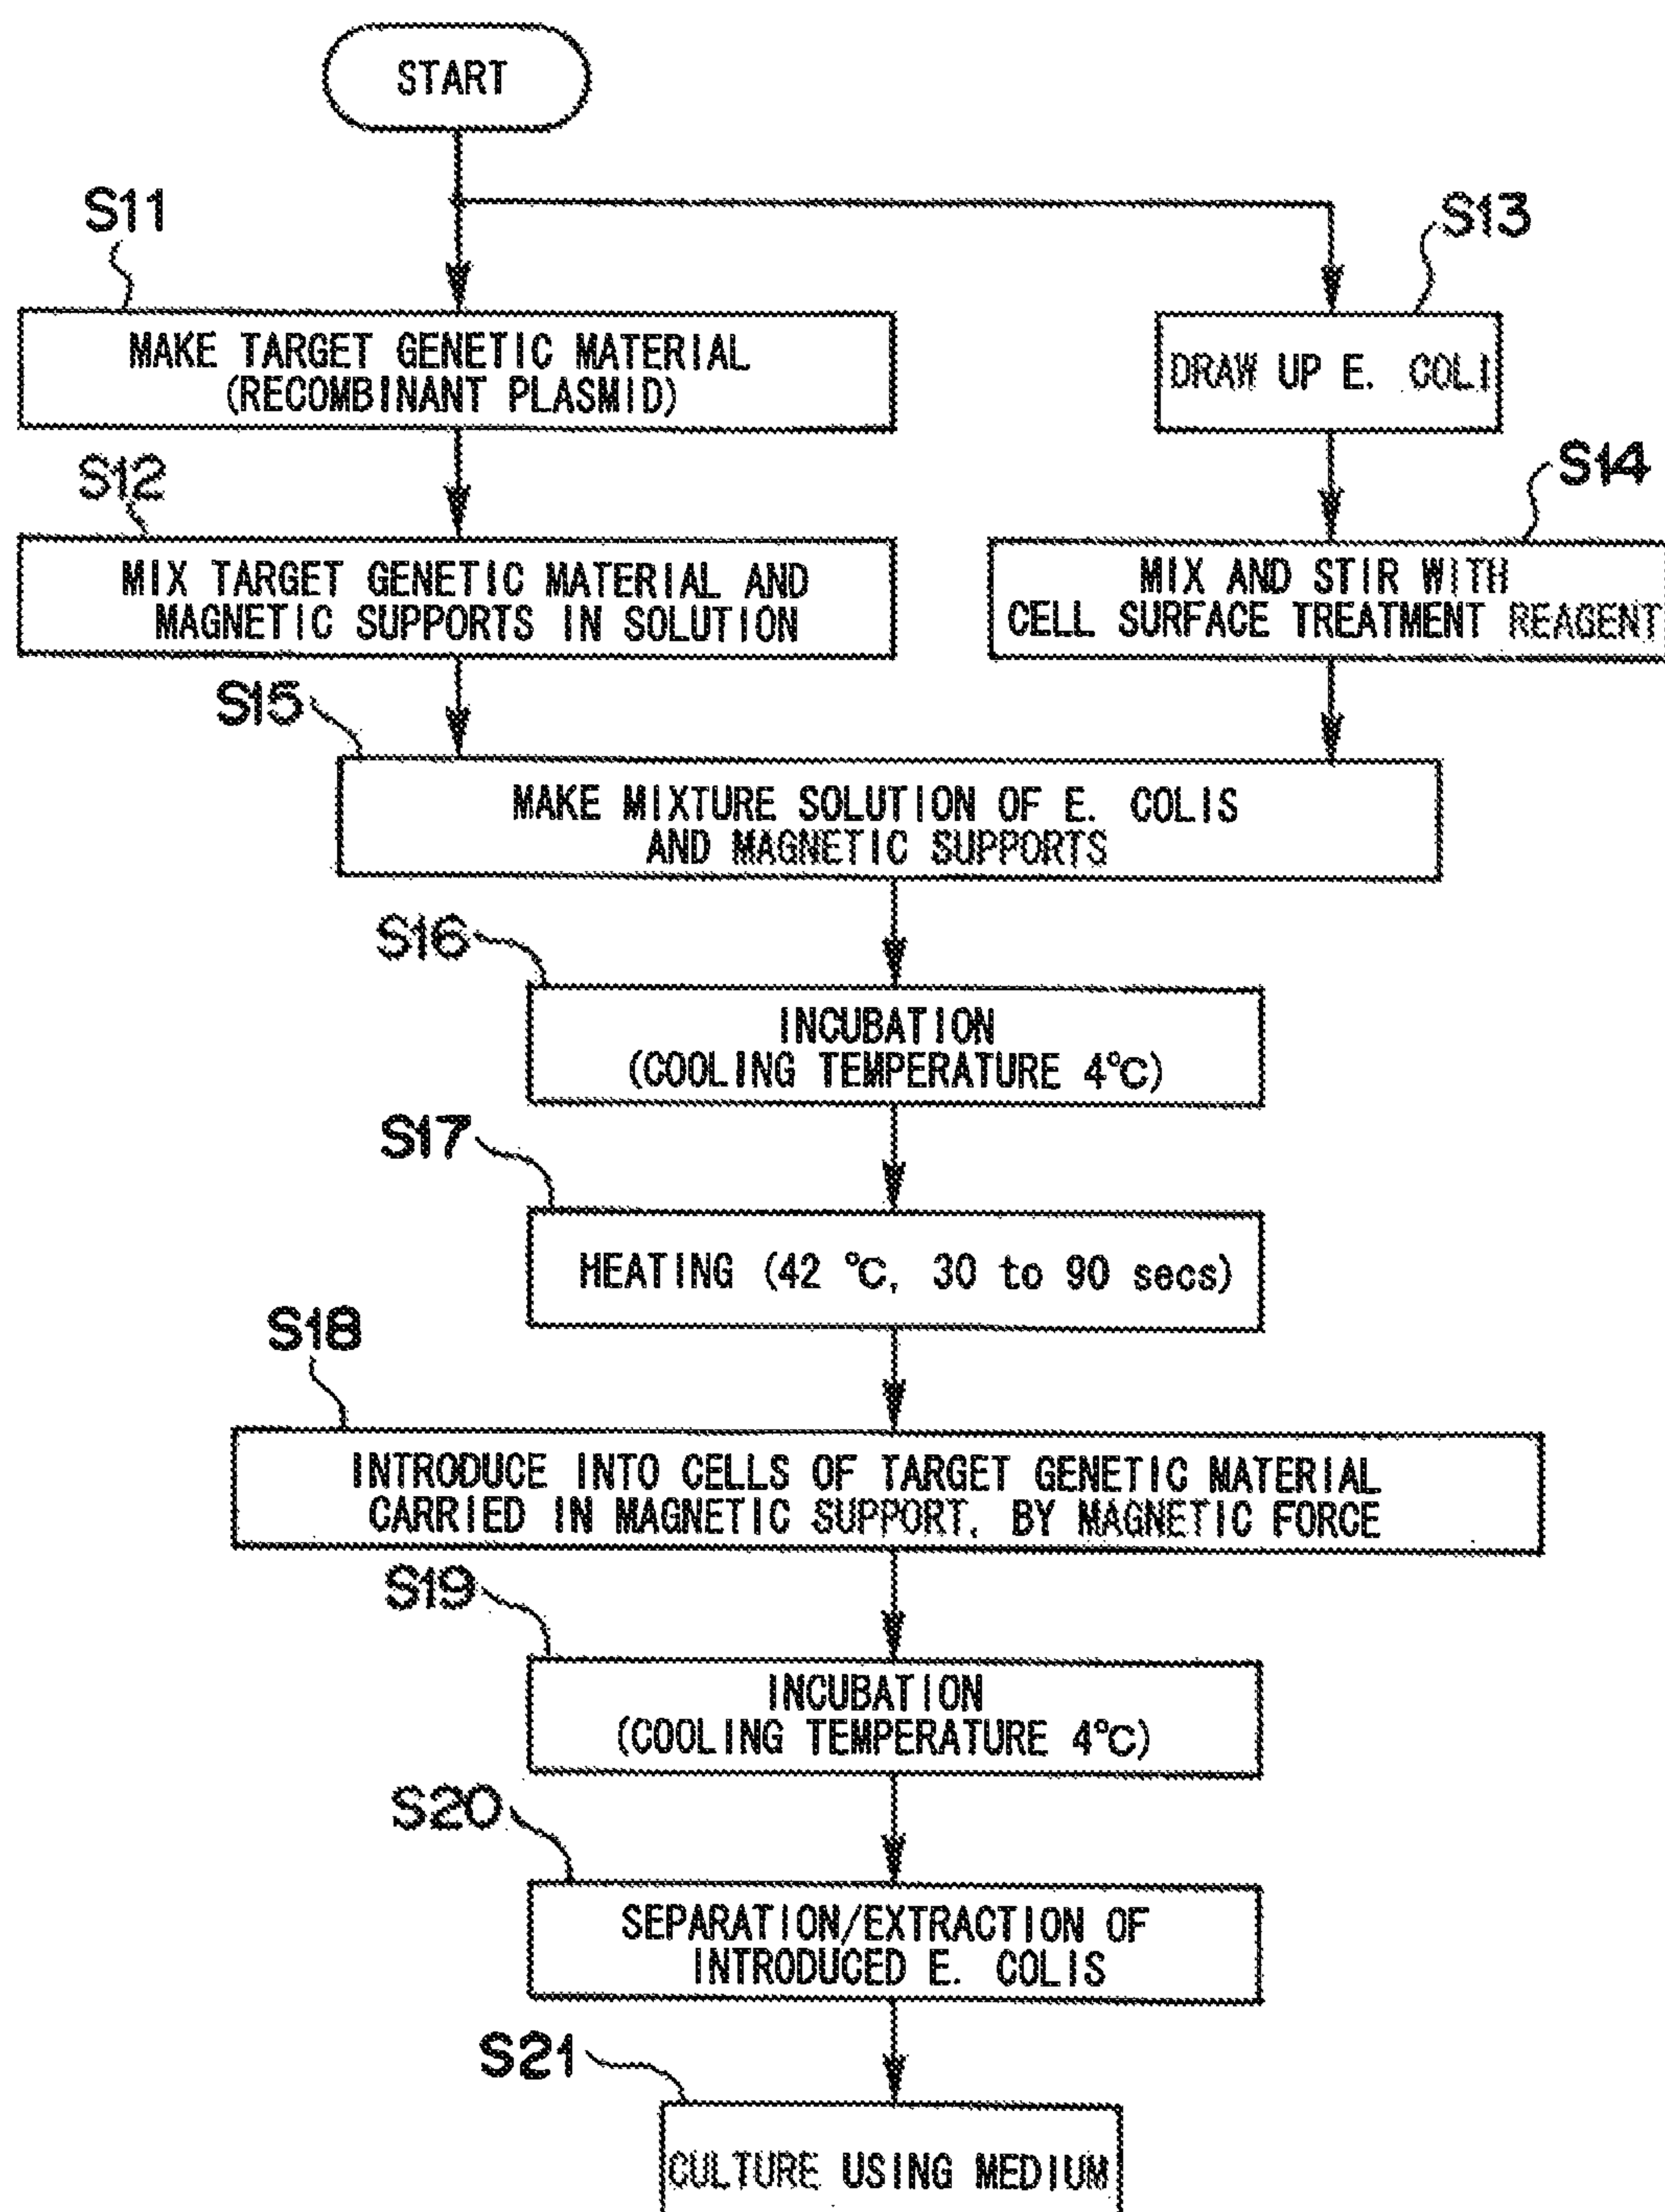 START
S11
S13
MAKE TARGET GENETIC MATERIAL
(RECOMBINANT PLASMID)
DRAW UP E. COLI
S12
S14
MIX TARGET GENETIC MATERIAL AND
MAGNETIC SUPPORTS IN SOLUTION
MIX AND STIR WITH
CELL SURFACE TREATMENT REAGENT
S15
MAKE MIXTURE SOLUTION OF E. COLIS
AND MAGNETIC SUPPORTS
S16
INCUBATION
(COOLING TEMPERATURE 4℃)
S17
HEATING (42 ℃, 30 to 90 secs)
S18
INTRODUCE INTO CELLS OF TARGET GENETIC MATERIAL
CARRIED IN MAGNETIC SUPPORT, BY MAGNETIC FORCE
S19
INCUBATION
(COOLING TEMPERATURE 4℃)
S20
SEPARATION/EXTRACTION OF
INTRODUCED E. COLIS
S21
CULTURE USING MEDIUM